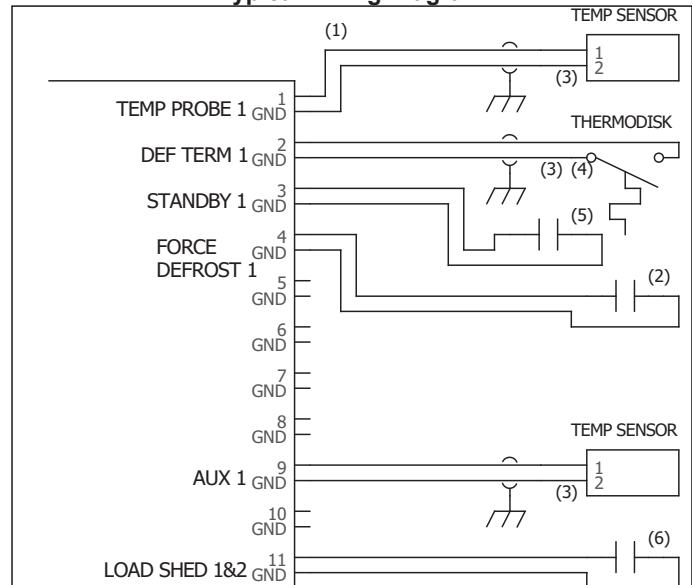 TEMP SENSOR
(1)
1
2
(3)
TEMP PROBE 1 GND 1
THERMODISK
DEF TERM 1 GND 2
(3) (4)
STANDBY 1 GND 3
(5)
FORCE DEFROST 1 GND 4
(2)
5
GND
6
GND
7
GND
8
GND
TEMP SENSOR
1
2
(3)
AUX 1 GND 9
10
GND
(6)
LOAD SHED 1&2 GND 11